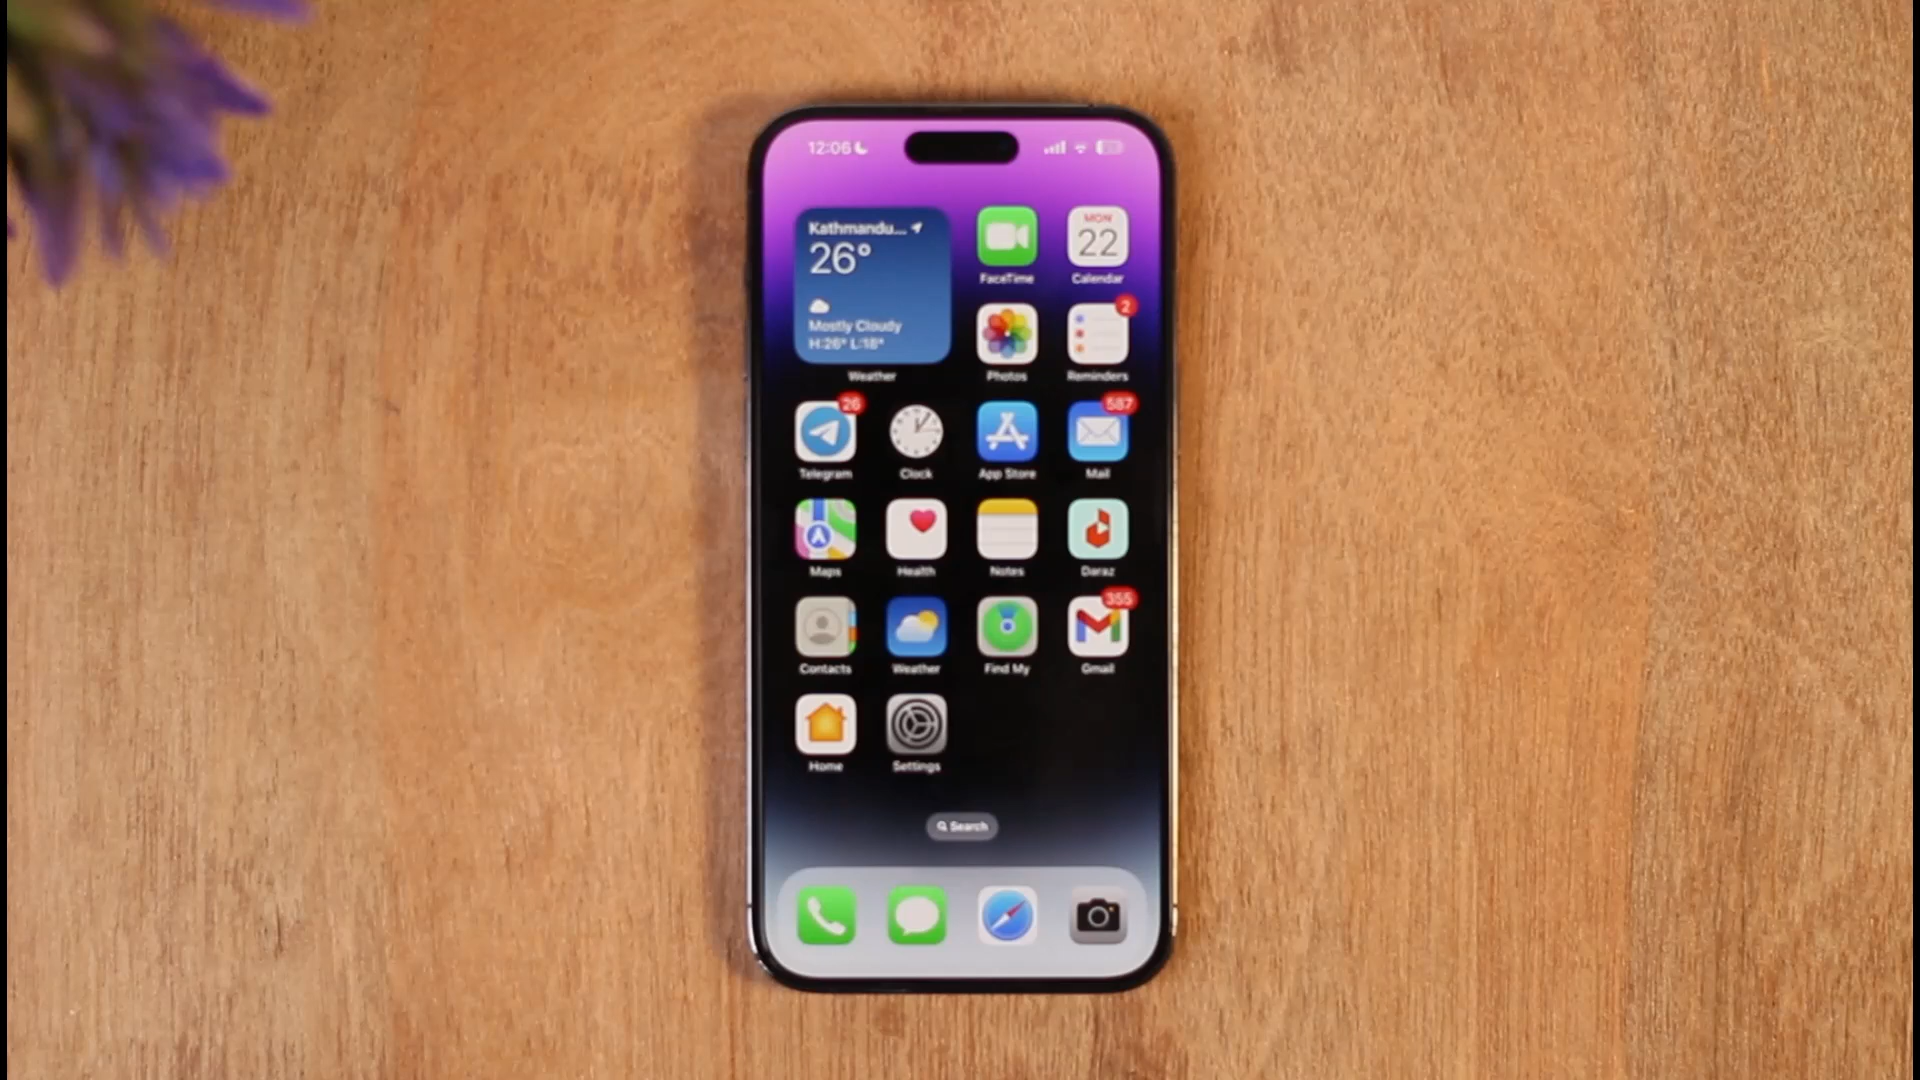 12:06
Kathmandu...
26°
Mostly Cloudy
H:26° L:18°
Weather
FaceTime
MON
22
Calendar
Photos
2
Reminders
26
Telegram
Clock
App Store
587
Mail
Maps
Health
Notes
Daraz
Contacts
Weather
Find My
355
Gmail
Home
Settings
Search